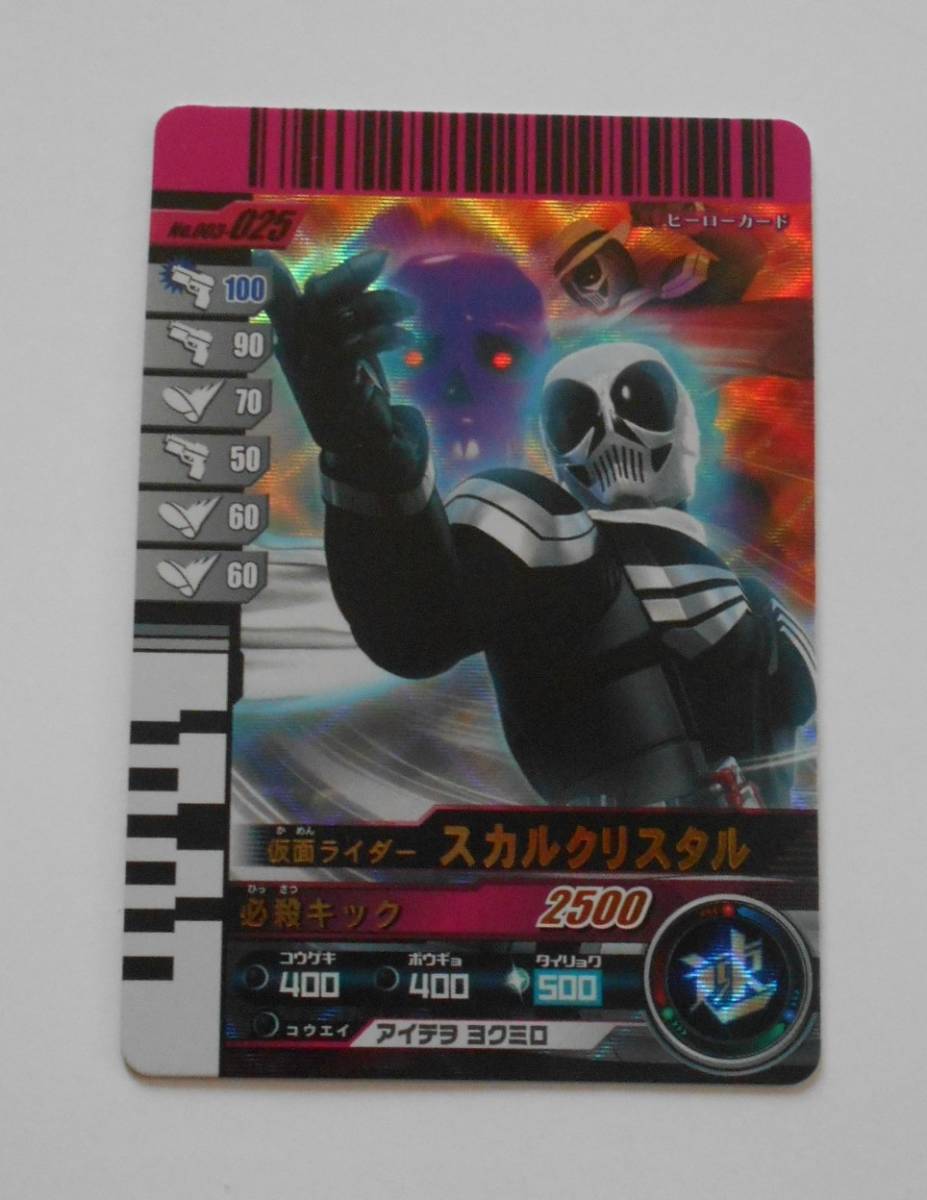 No.003-025
ヒーローカード
100
90
70
50
60
60
か めん
仮面ライダー スカルクリスタル
ひっ さつ
必殺キック 2500
コウゲキ ボウギョ タイリョク
400 400 500
コウエイ アイテヲ ヨクミロ